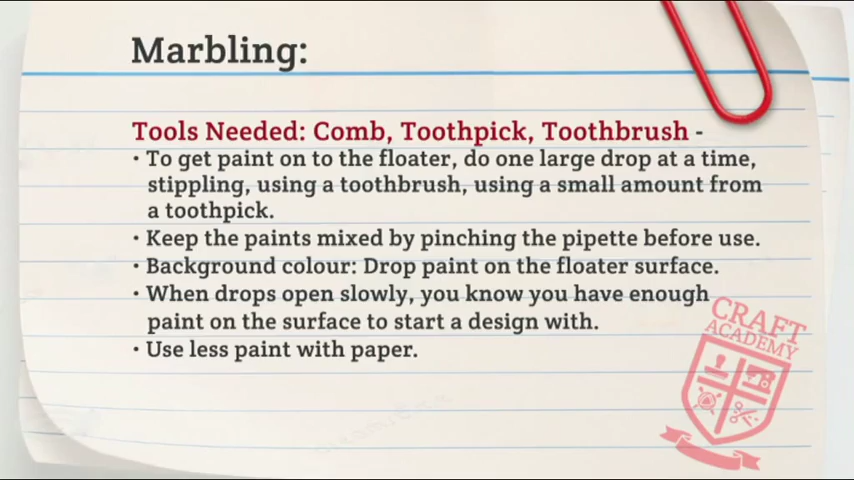 Marbling:
Tools Needed: Comb, Toothpick, Toothbrush -
• To get paint on to the floater, do one large drop at a time,
stippling, using a toothbrush, using a small amount from
a toothpick.
• Keep the paints mixed by pinching the pipette before use.
• Background colour: Drop paint on the floater surface.
• When drops open slowly, you know you have enough
paint on the surface to start a design with.
• Use less paint with paper.
CRAFT
ACADEMY